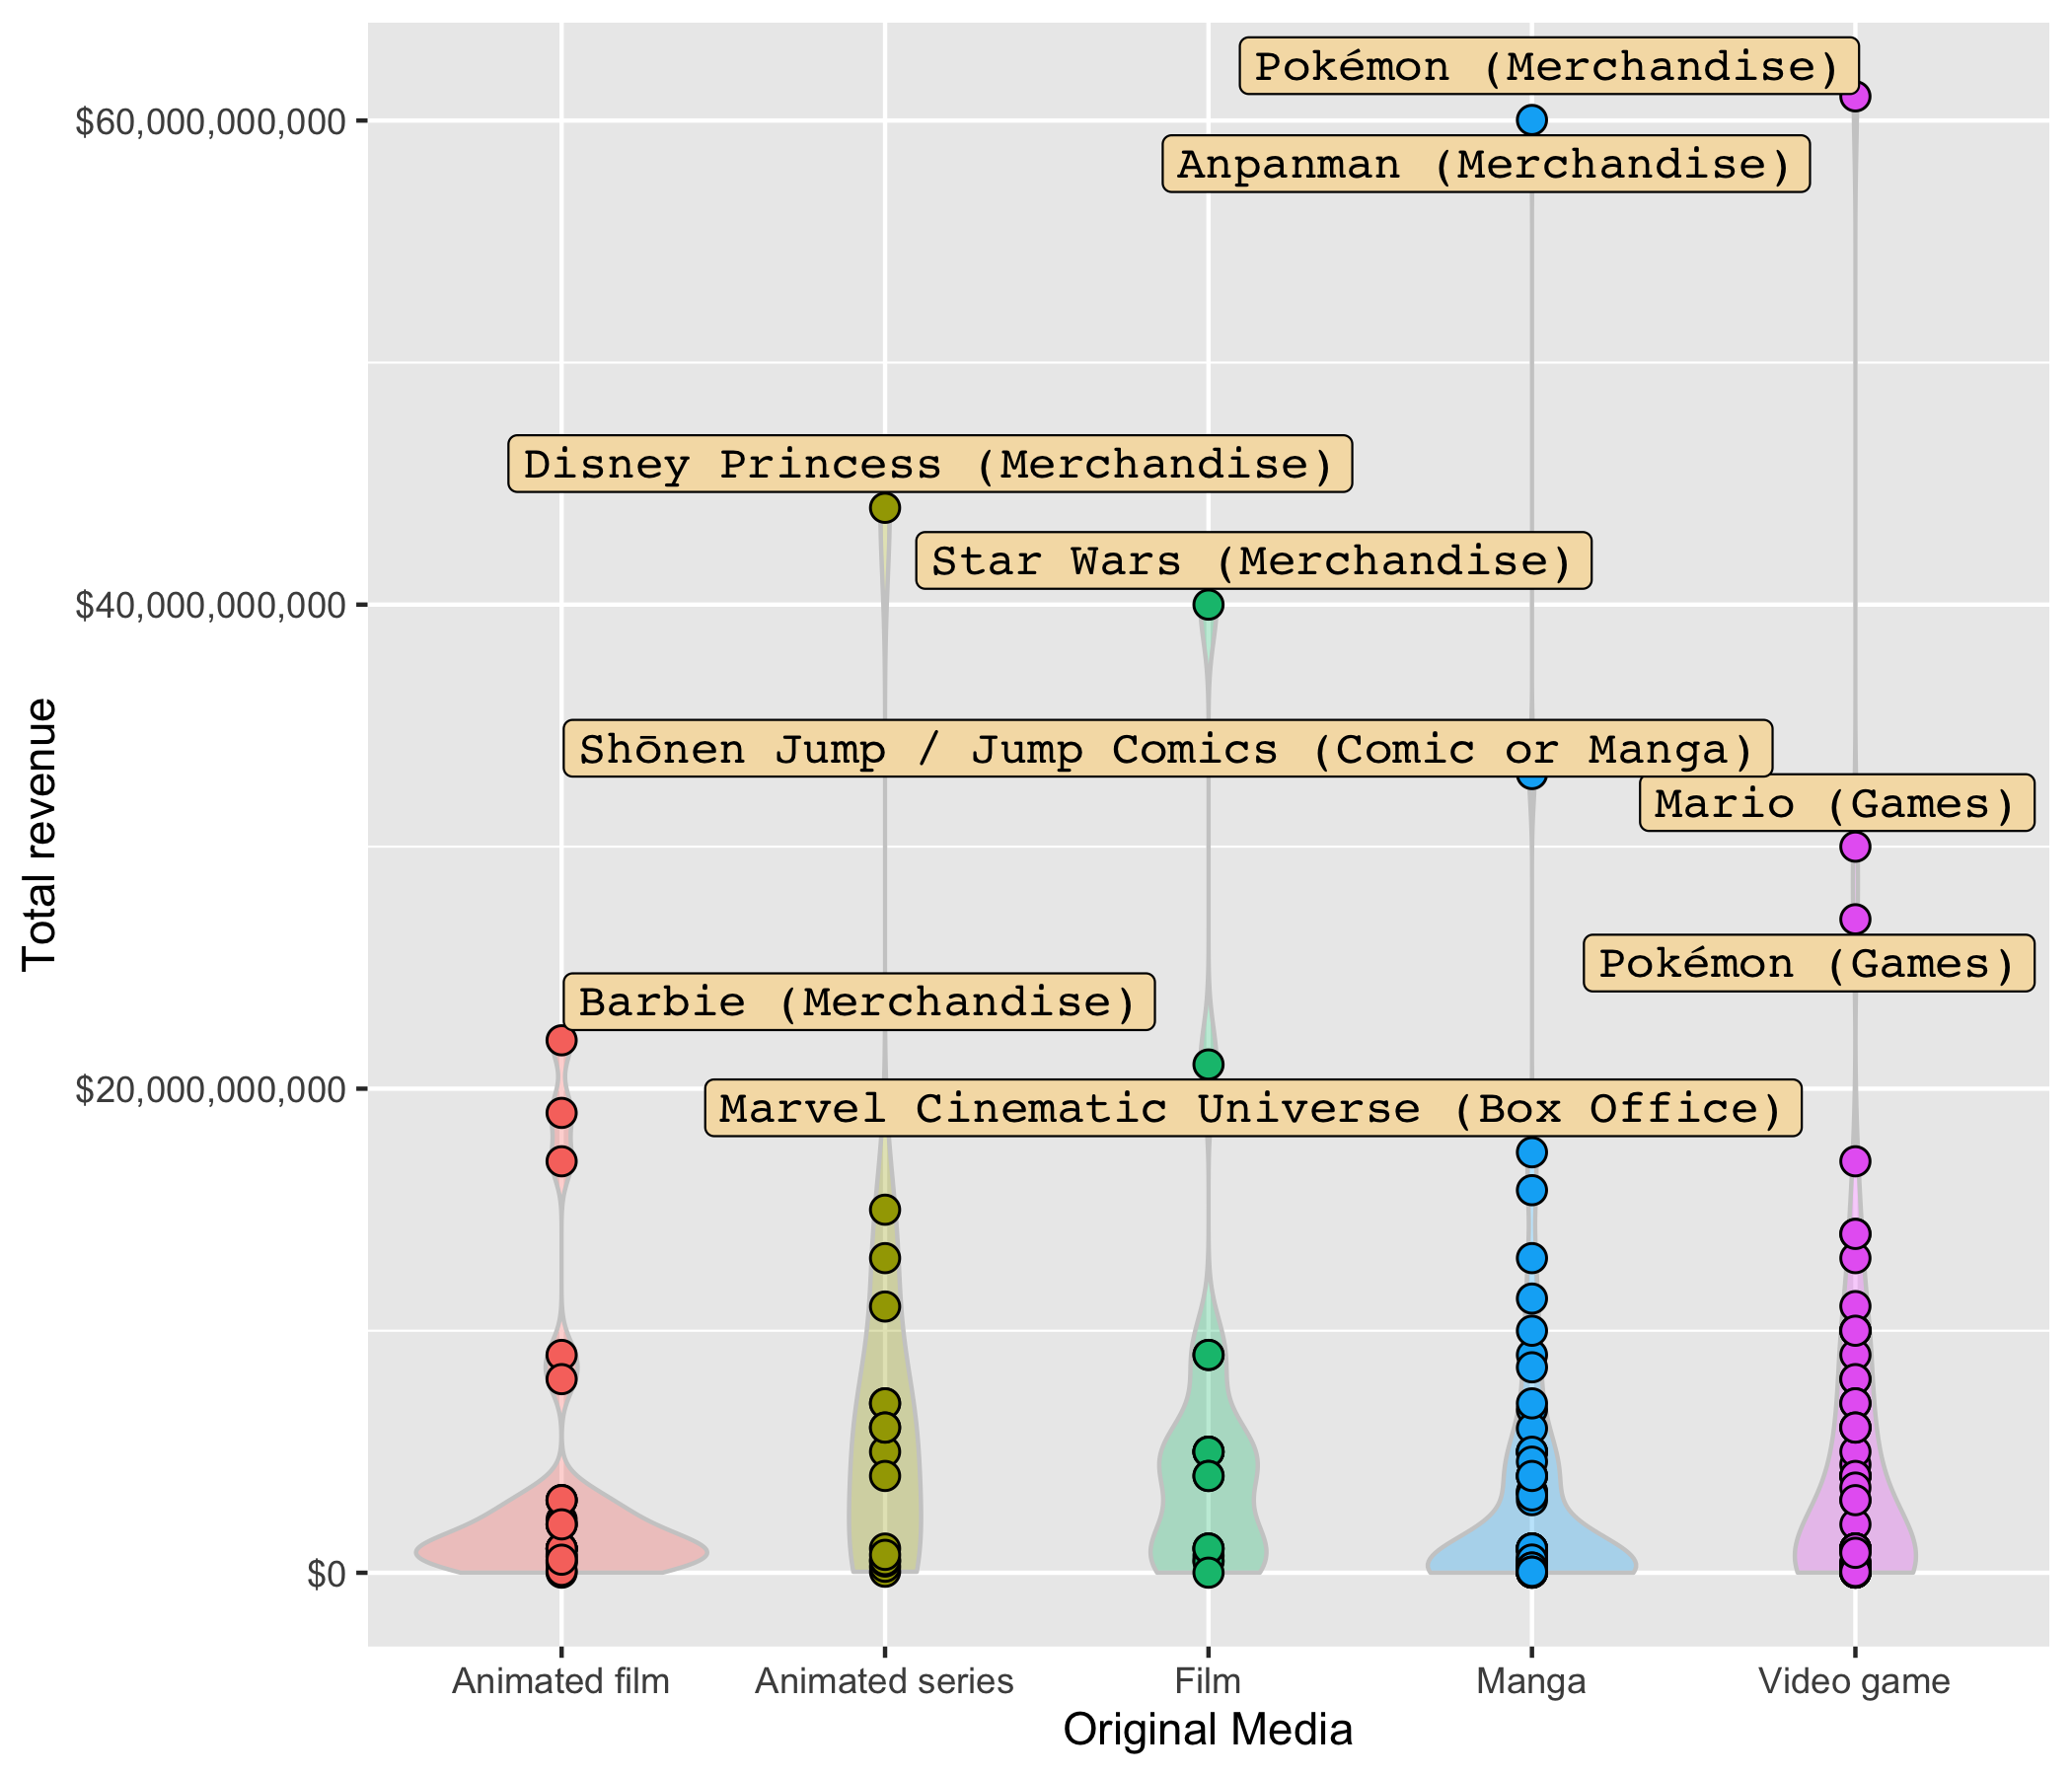 Pokémon (Merchandise)
$60,000,000,000
Anpanman (Merchandise)
Disney Princess (Merchandise)
Star Wars (Merchandise)
$40,000,000,000
Shōnen Jump / Jump Comics (Comic or Manga)
Mario (Games)
Total revenue
Pokémon (Games)
Barbie (Merchandise)
$20,000,000,000
Marvel Cinematic Universe (Box Office)
$0
Animated film
Animated series
Film
Manga
Video game
Original Media